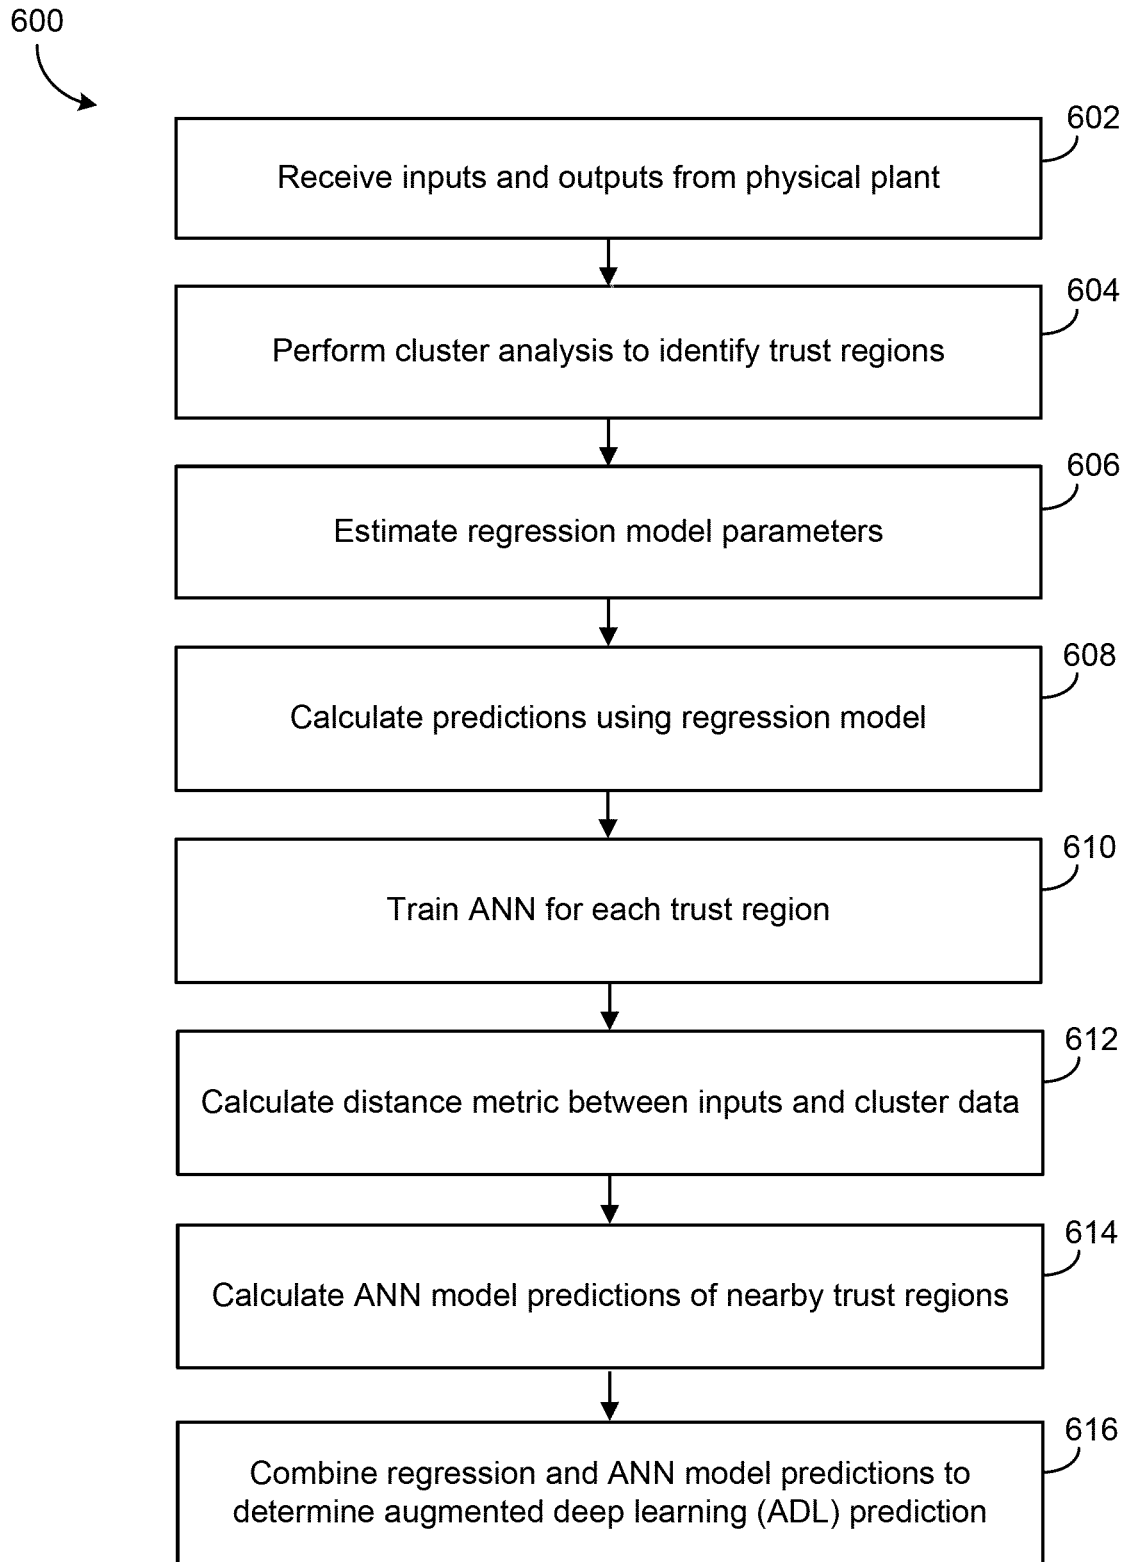 600
602
Receive inputs and outputs from physical plant
604
Perform cluster analysis to identify trust regions
606
Estimate regression model parameters
608
Calculate predictions using regression model
610
Train ANN for each trust region
612
Calculate distance metric between inputs and cluster data
614
Calculate ANN model predictions of nearby trust regions
616
Combine regression and ANN model predictions to
determine augmented deep learning (ADL) prediction